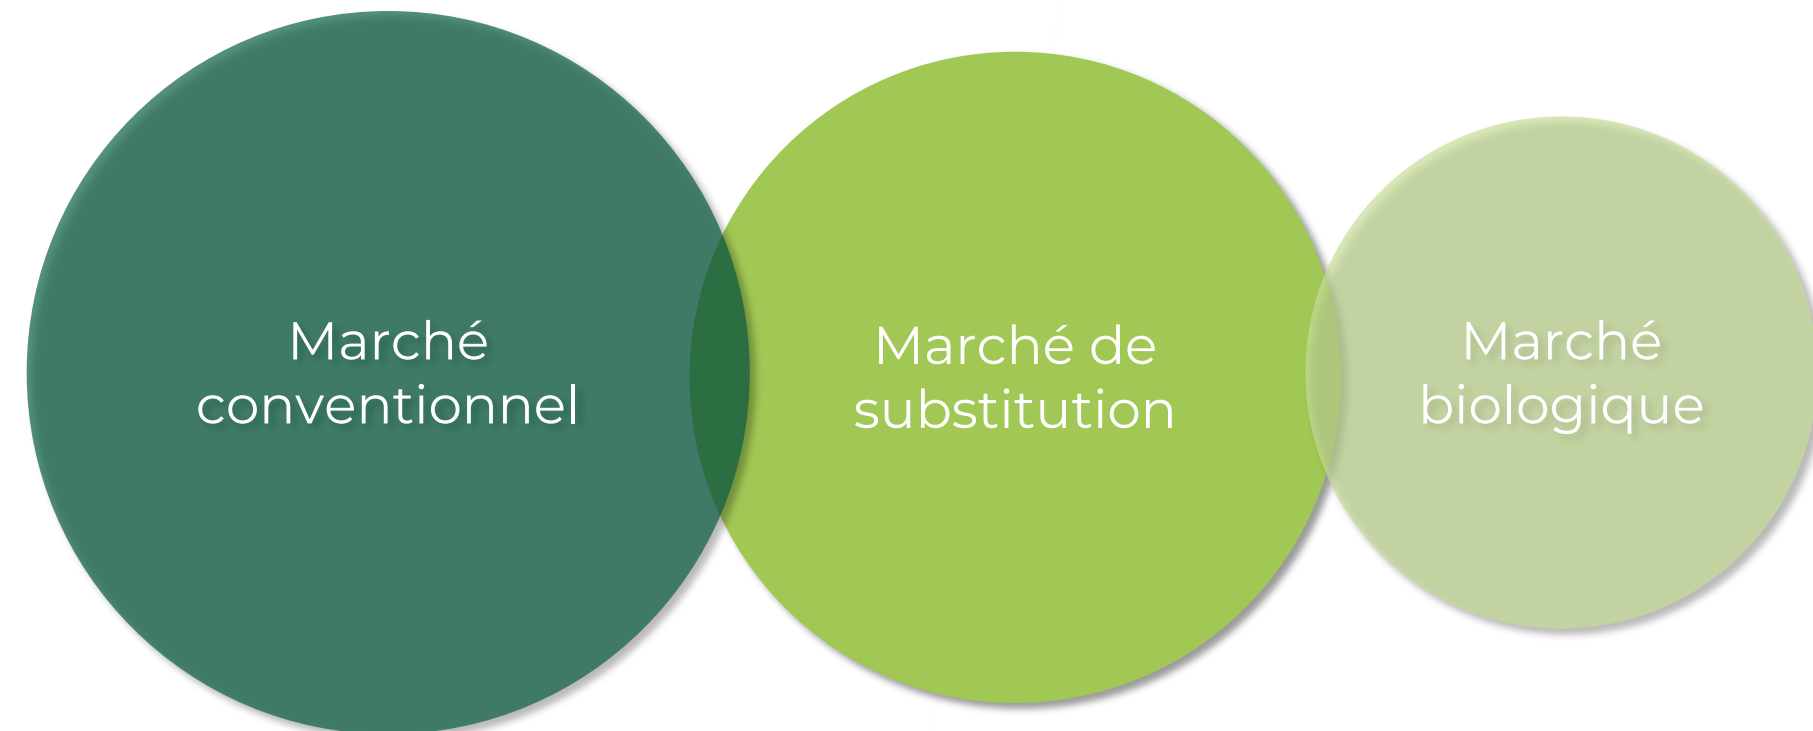 Marché
conventionnel
Marché de
substitution
Marché
biologique